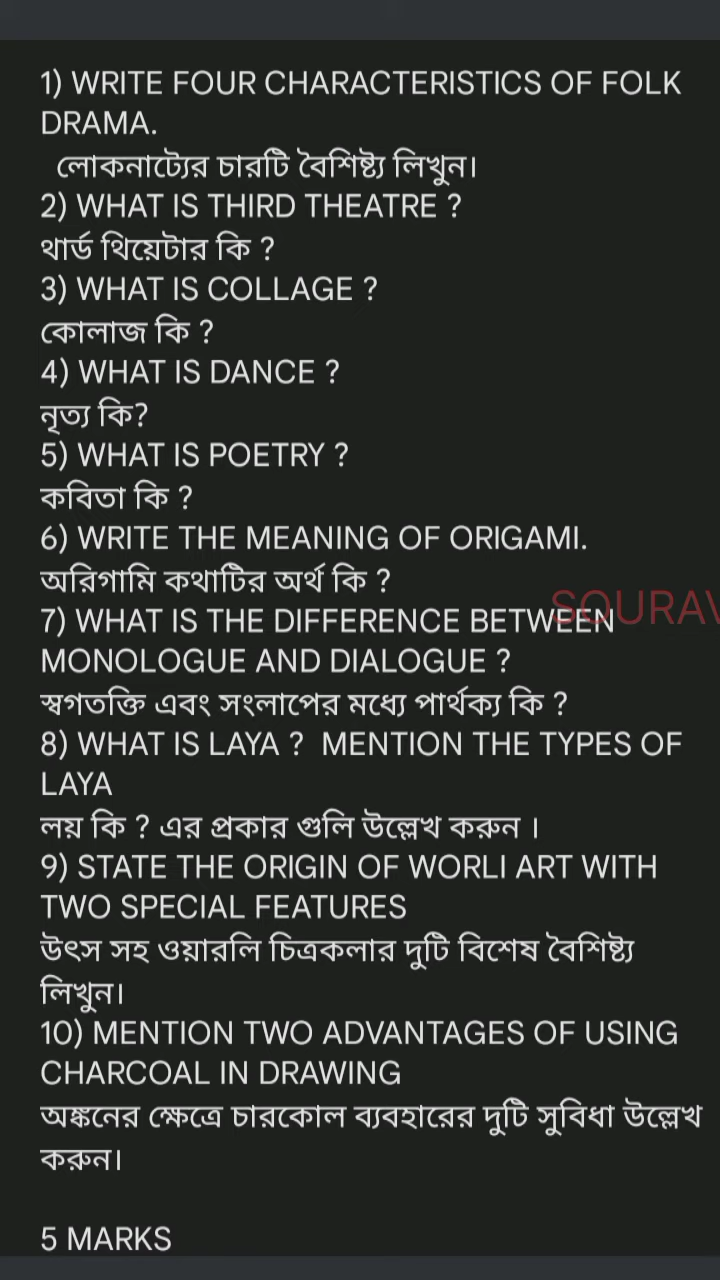 1) WRITE FOUR CHARACTERISTICS OF FOLK
DRAMA.
লোকনাট্যের চারটি বৈশিষ্ট্য লিখুন।
2) WHAT IS THIRD THEATRE ?
থার্ড থিয়েটার কি ?
3) WHAT IS COLLAGE ?
কোলাজ কি ?
4) WHAT IS DANCE ?
নৃত্য কি?
5) WHAT IS POETRY ?
কবিতা কি ?
6) WRITE THE MEANING OF ORIGAMI.
অরিগামি কথাটির অর্থ কি ?
SOURAV
7) WHAT IS THE DIFFERENCE BETWEEN
MONOLOGUE AND DIALOGUE ?
স্বগতক্তি এবং সংলাপের মধ্যে পার্থক্য কি ?
8) WHAT IS LAYA ?  MENTION THE TYPES OF
LAYA
লয় কি ? এর প্রকার গুলি উল্লেখ করুন ।
9) STATE THE ORIGIN OF WORLI ART WITH
TWO SPECIAL FEATURES
উৎস সহ ওয়ারলি চিত্রকলার দুটি বিশেষ বৈশিষ্ট্য
লিখুন।
10) MENTION TWO ADVANTAGES OF USING
CHARCOAL IN DRAWING
অঙ্কনের ক্ষেত্রে চারকোল ব্যবহারের দুটি সুবিধা উল্লেখ
করুন।
5 MARKS